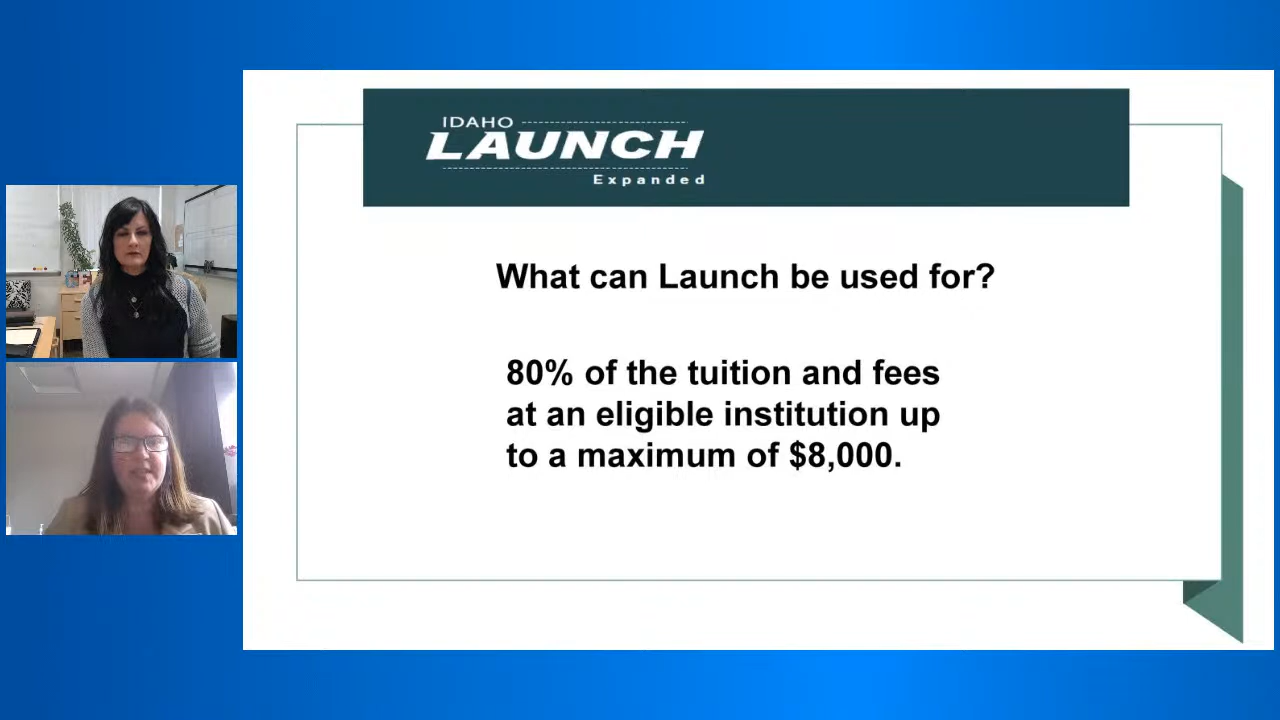 IDAHO
LAUNCH
Expanded
What can Launch be used for?
80% of the tuition and fees
at an eligible institution up
to a maximum of $8,000.